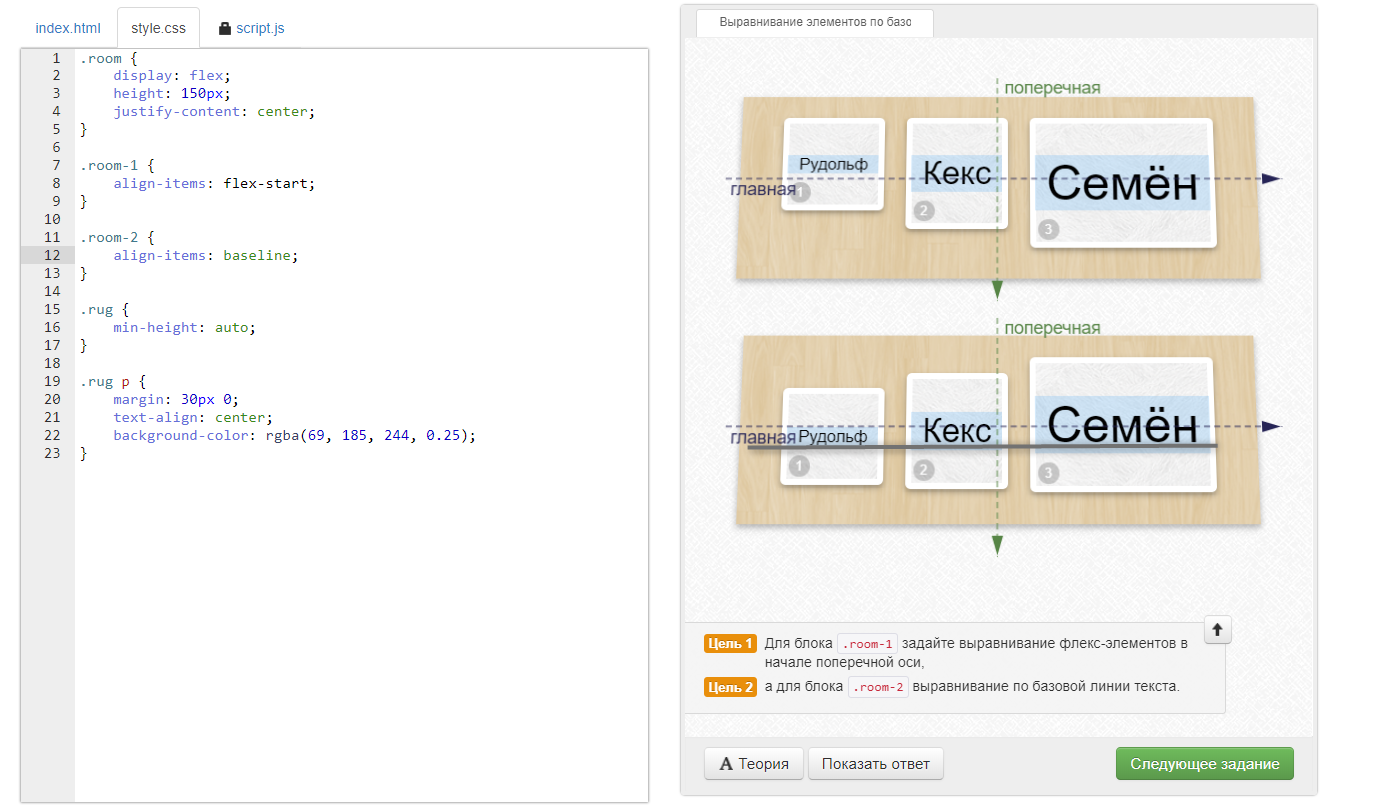 index.html style.css script.js
1 .room {
2 display: flex;
3 height: 150px;
4 justify-content: center;
5 }
6
7 .room-1 {
8 align-items: flex-start;
9 }
10
11 .room-2 {
12 align-items: baseline;
13 }
14
15 .rug {
16 min-height: auto;
17 }
18
19 .rug p {
20 margin: 30px 0;
21 text-align: center;
22 background-color: rgba(69, 185, 244, 0.25);
23 }
Выравнивание элементов по базо
поперечная
Рудольф Кекс Семён
главная
1 2 3
поперечная
главная
Рудольф Кекс Семён
1 2 3
Цель 1 Для блока .room-1 задайте выравнивание флекс-элементов в
начале поперечной оси,
Цель 2 а для блока .room-2 выравнивание по базовой линии текста.
A Теория Показать ответ Следующее задание